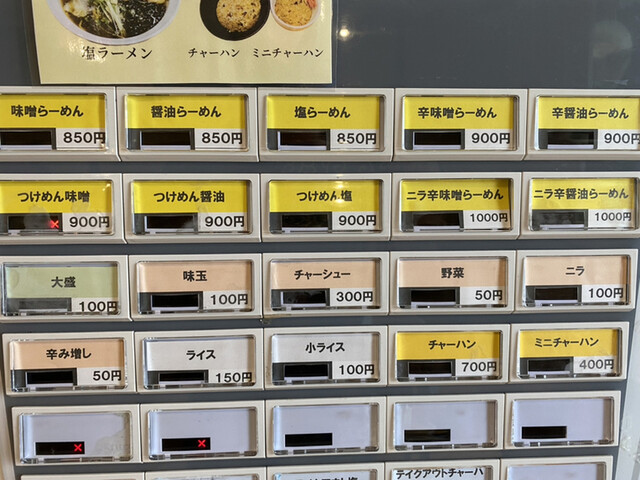 塩ラーメン
チャーハン ミニチャーハン
味噌らーめん 醤油らーめん 塩らーめん 辛味噌らーめん 辛醤油らーめん
850円 850円 850円 900円 900円
つけめん味噌 つけめん醤油 つけめん塩 ニラ辛味噌らーめん ニラ辛醤油らーめん
900円 900円 900円 1000円 1000円
大盛 味玉 チャーシュー 野菜 ニラ
100円 100円 300円 50円 100円
辛み増し ライス 小ライス チャーハン ミニチャーハン
50円 150円 100円 700円 400円
テイクアウトチャーハ